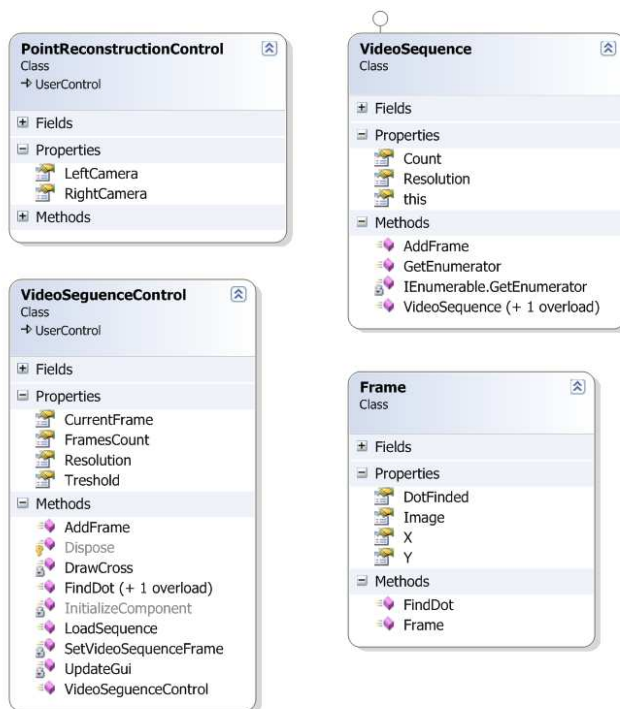 PointReconstructionControl
Class
UserControl
Fields
Properties
LeftCamera
RightCamera
Methods
VideoSeguenceControl
Class
UserControl
Fields
Properties
CurrentFrame
FramesCount
Resolution
Treshold
Methods
AddFrame
Dispose
DrawCross
FindDot (+ 1 overload)
InitializeComponent
LoadSequence
SetVideoSequenceFrame
UpdateGui
VideoSeguenceControl
VideoSequence
Class
Fields
Properties
Count
Resolution
this
Methods
AddFrame
GetEnumerator
IEnumerable.GetEnumerator
VideoSequence (+ 1 overload)
Frame
Class
Fields
Properties
DotFinded
Image
X
Y
Methods
FindDot
Frame